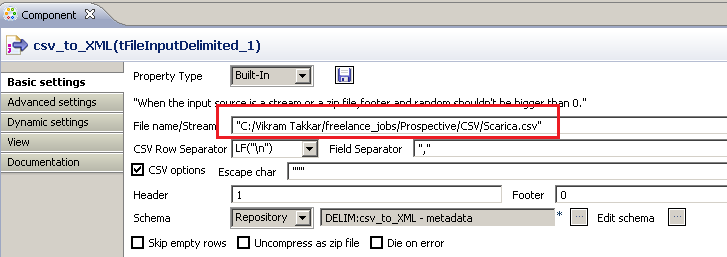 Component
csv_to_XML(tFileInputDelimited_1)
Basic settings
Advanced settings
Dynamic settings
View
Documentation
Property Type Built-In
"When the input source is a stream or a zip file,footer and random shouldn't be bigger than 0."
File name/Stream "C:/Vikram Takkar/freelance_jobs/Prospective/CSV/Scarica.csv"
CSV Row Separator LF("\n") Field Separator ","
CSV options Escape char """
Header 1 Footer 0
Schema Repository DELIM:csv_to_XML - metadata * ... Edit schema ...
Skip empty rows Uncompress as zip file Die on error